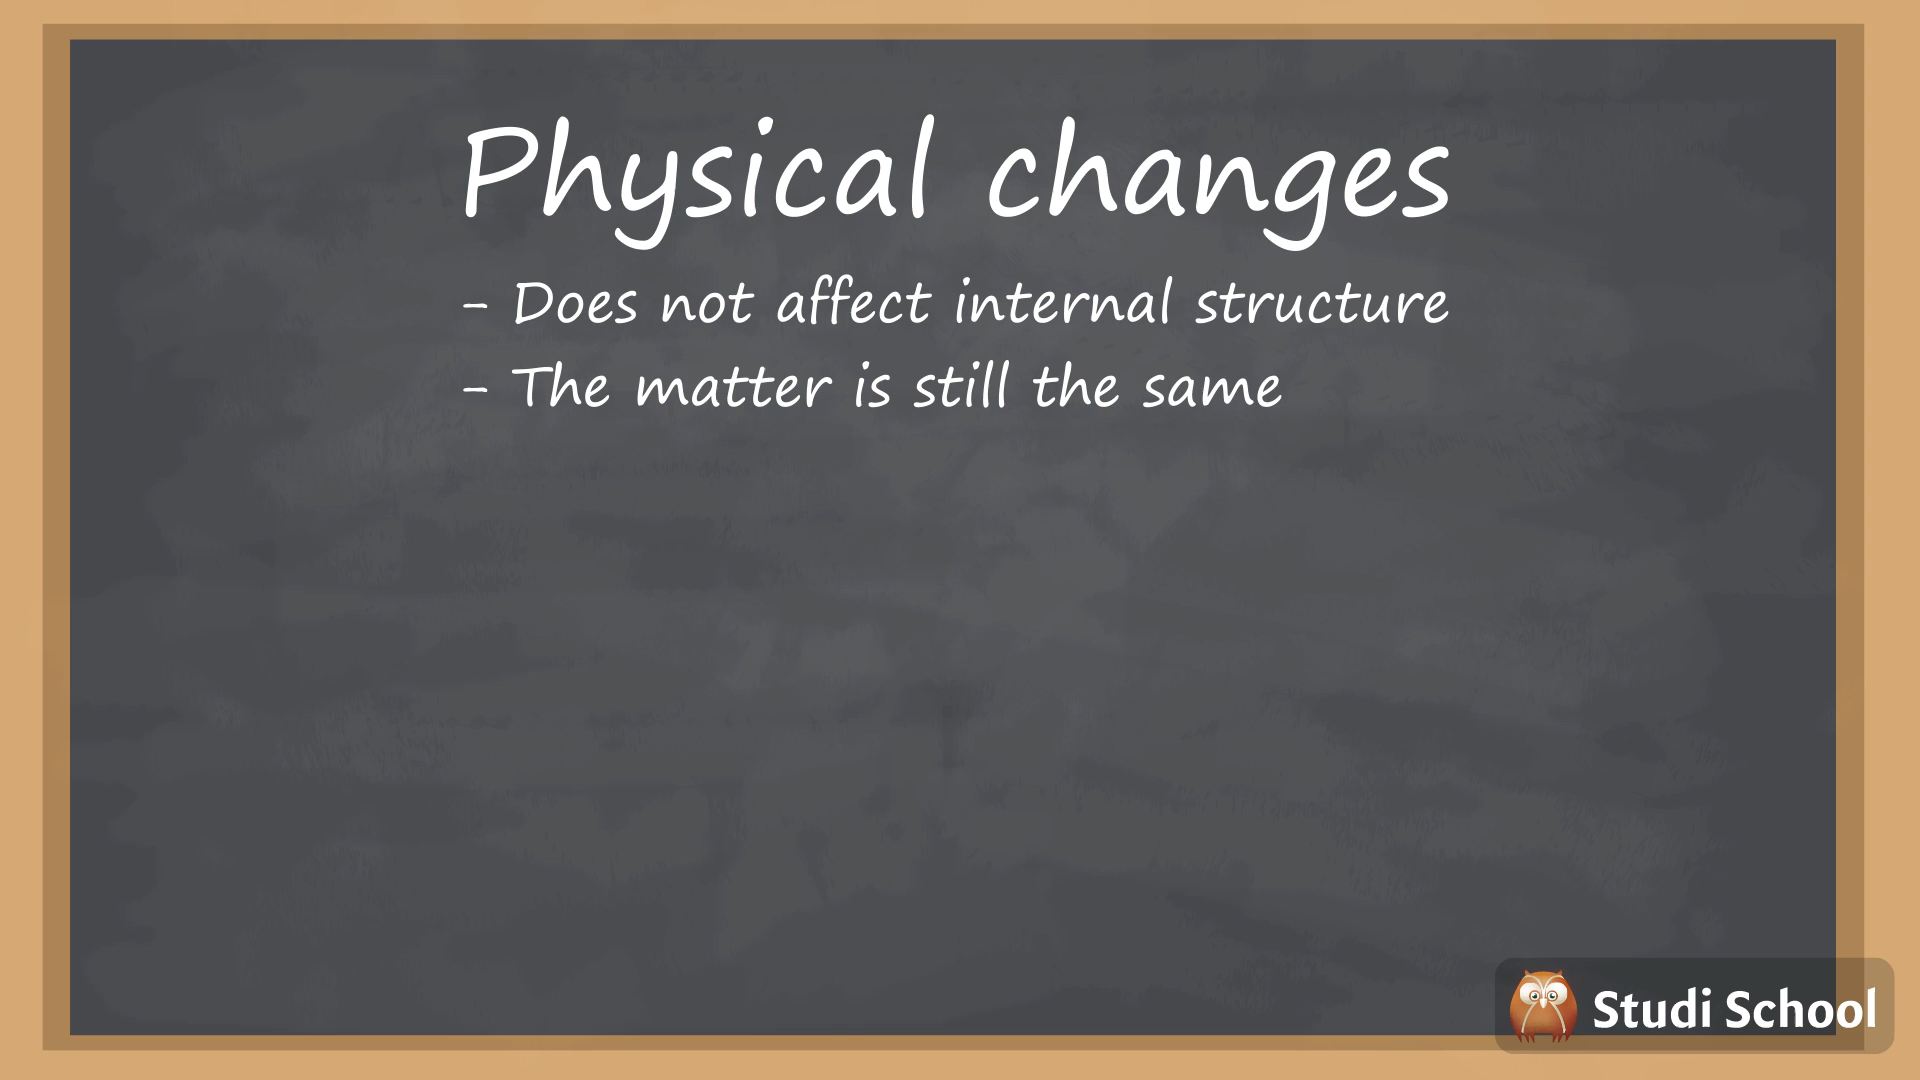 Physical changes
- Does not affect internal structure
- The matter is still the same
Studi School